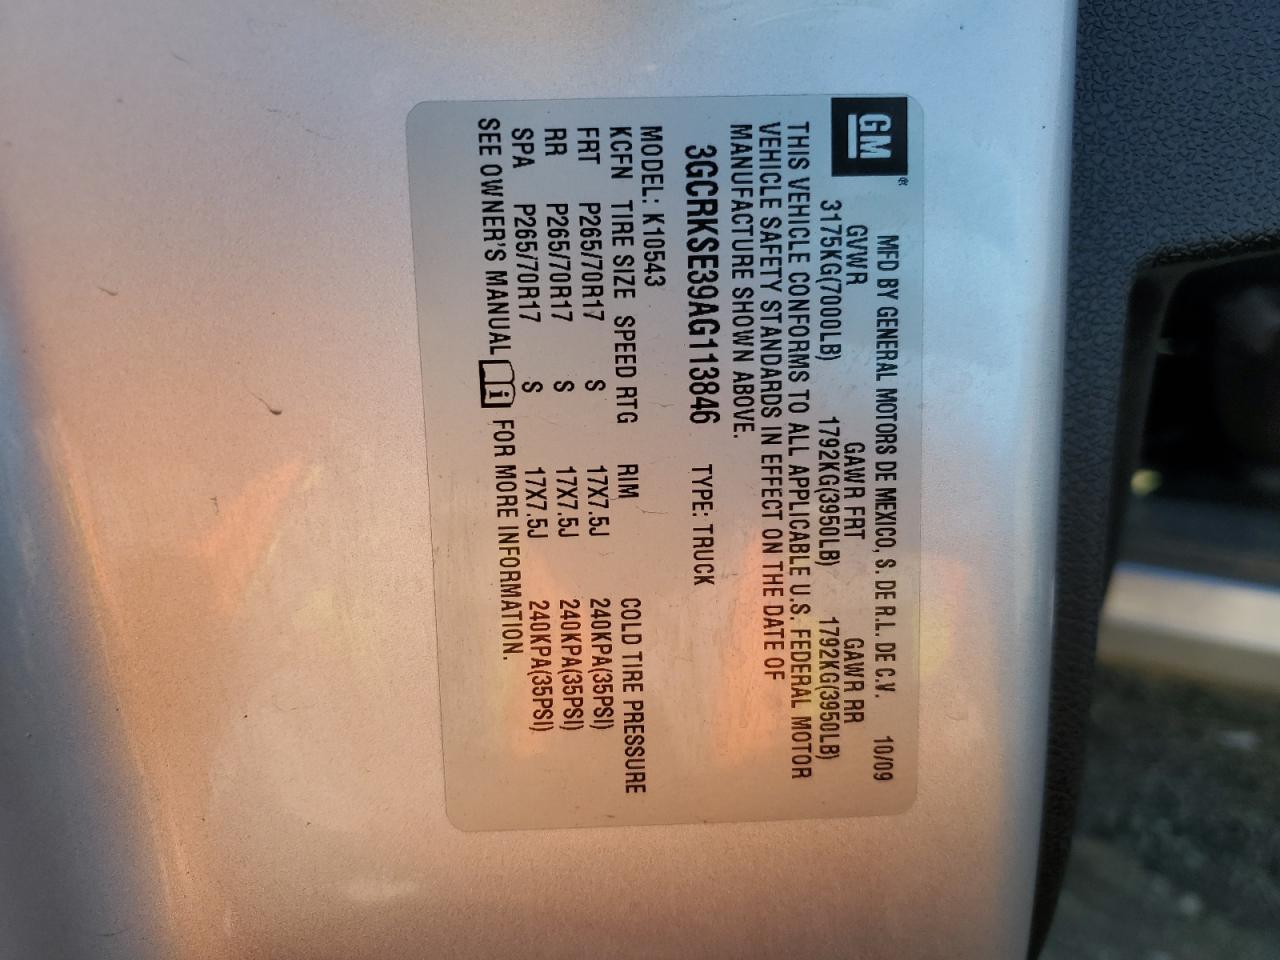 GM
MFD BY GENERAL MOTORS DE MEXICO, S. DE R.L. DE C.V. 10/09
GVWR GAWR FRT GAWR RR
3175KG(7000LB) 1792KG(3950LB) 1792KG(3950LB)
THIS VEHICLE CONFORMS TO ALL APPLICABLE U.S. FEDERAL MOTOR
VEHICLE SAFETY STANDARDS IN EFFECT ON THE DATE OF
MANUFACTURE SHOWN ABOVE.
3GCRKSE39AG113846 TYPE: TRUCK
MODEL: K10543
KCFN TIRE SIZE SPEED RTG RIM COLD TIRE PRESSURE
FRT P265/70R17 S 17X7.5J 240KPA(35PSI)
RR P265/70R17 S 17X7.5J 240KPA(35PSI)
SPA P265/70R17 S 17X7.5J 240KPA(35PSI)
SEE OWNER'S MANUAL i FOR MORE INFORMATION.